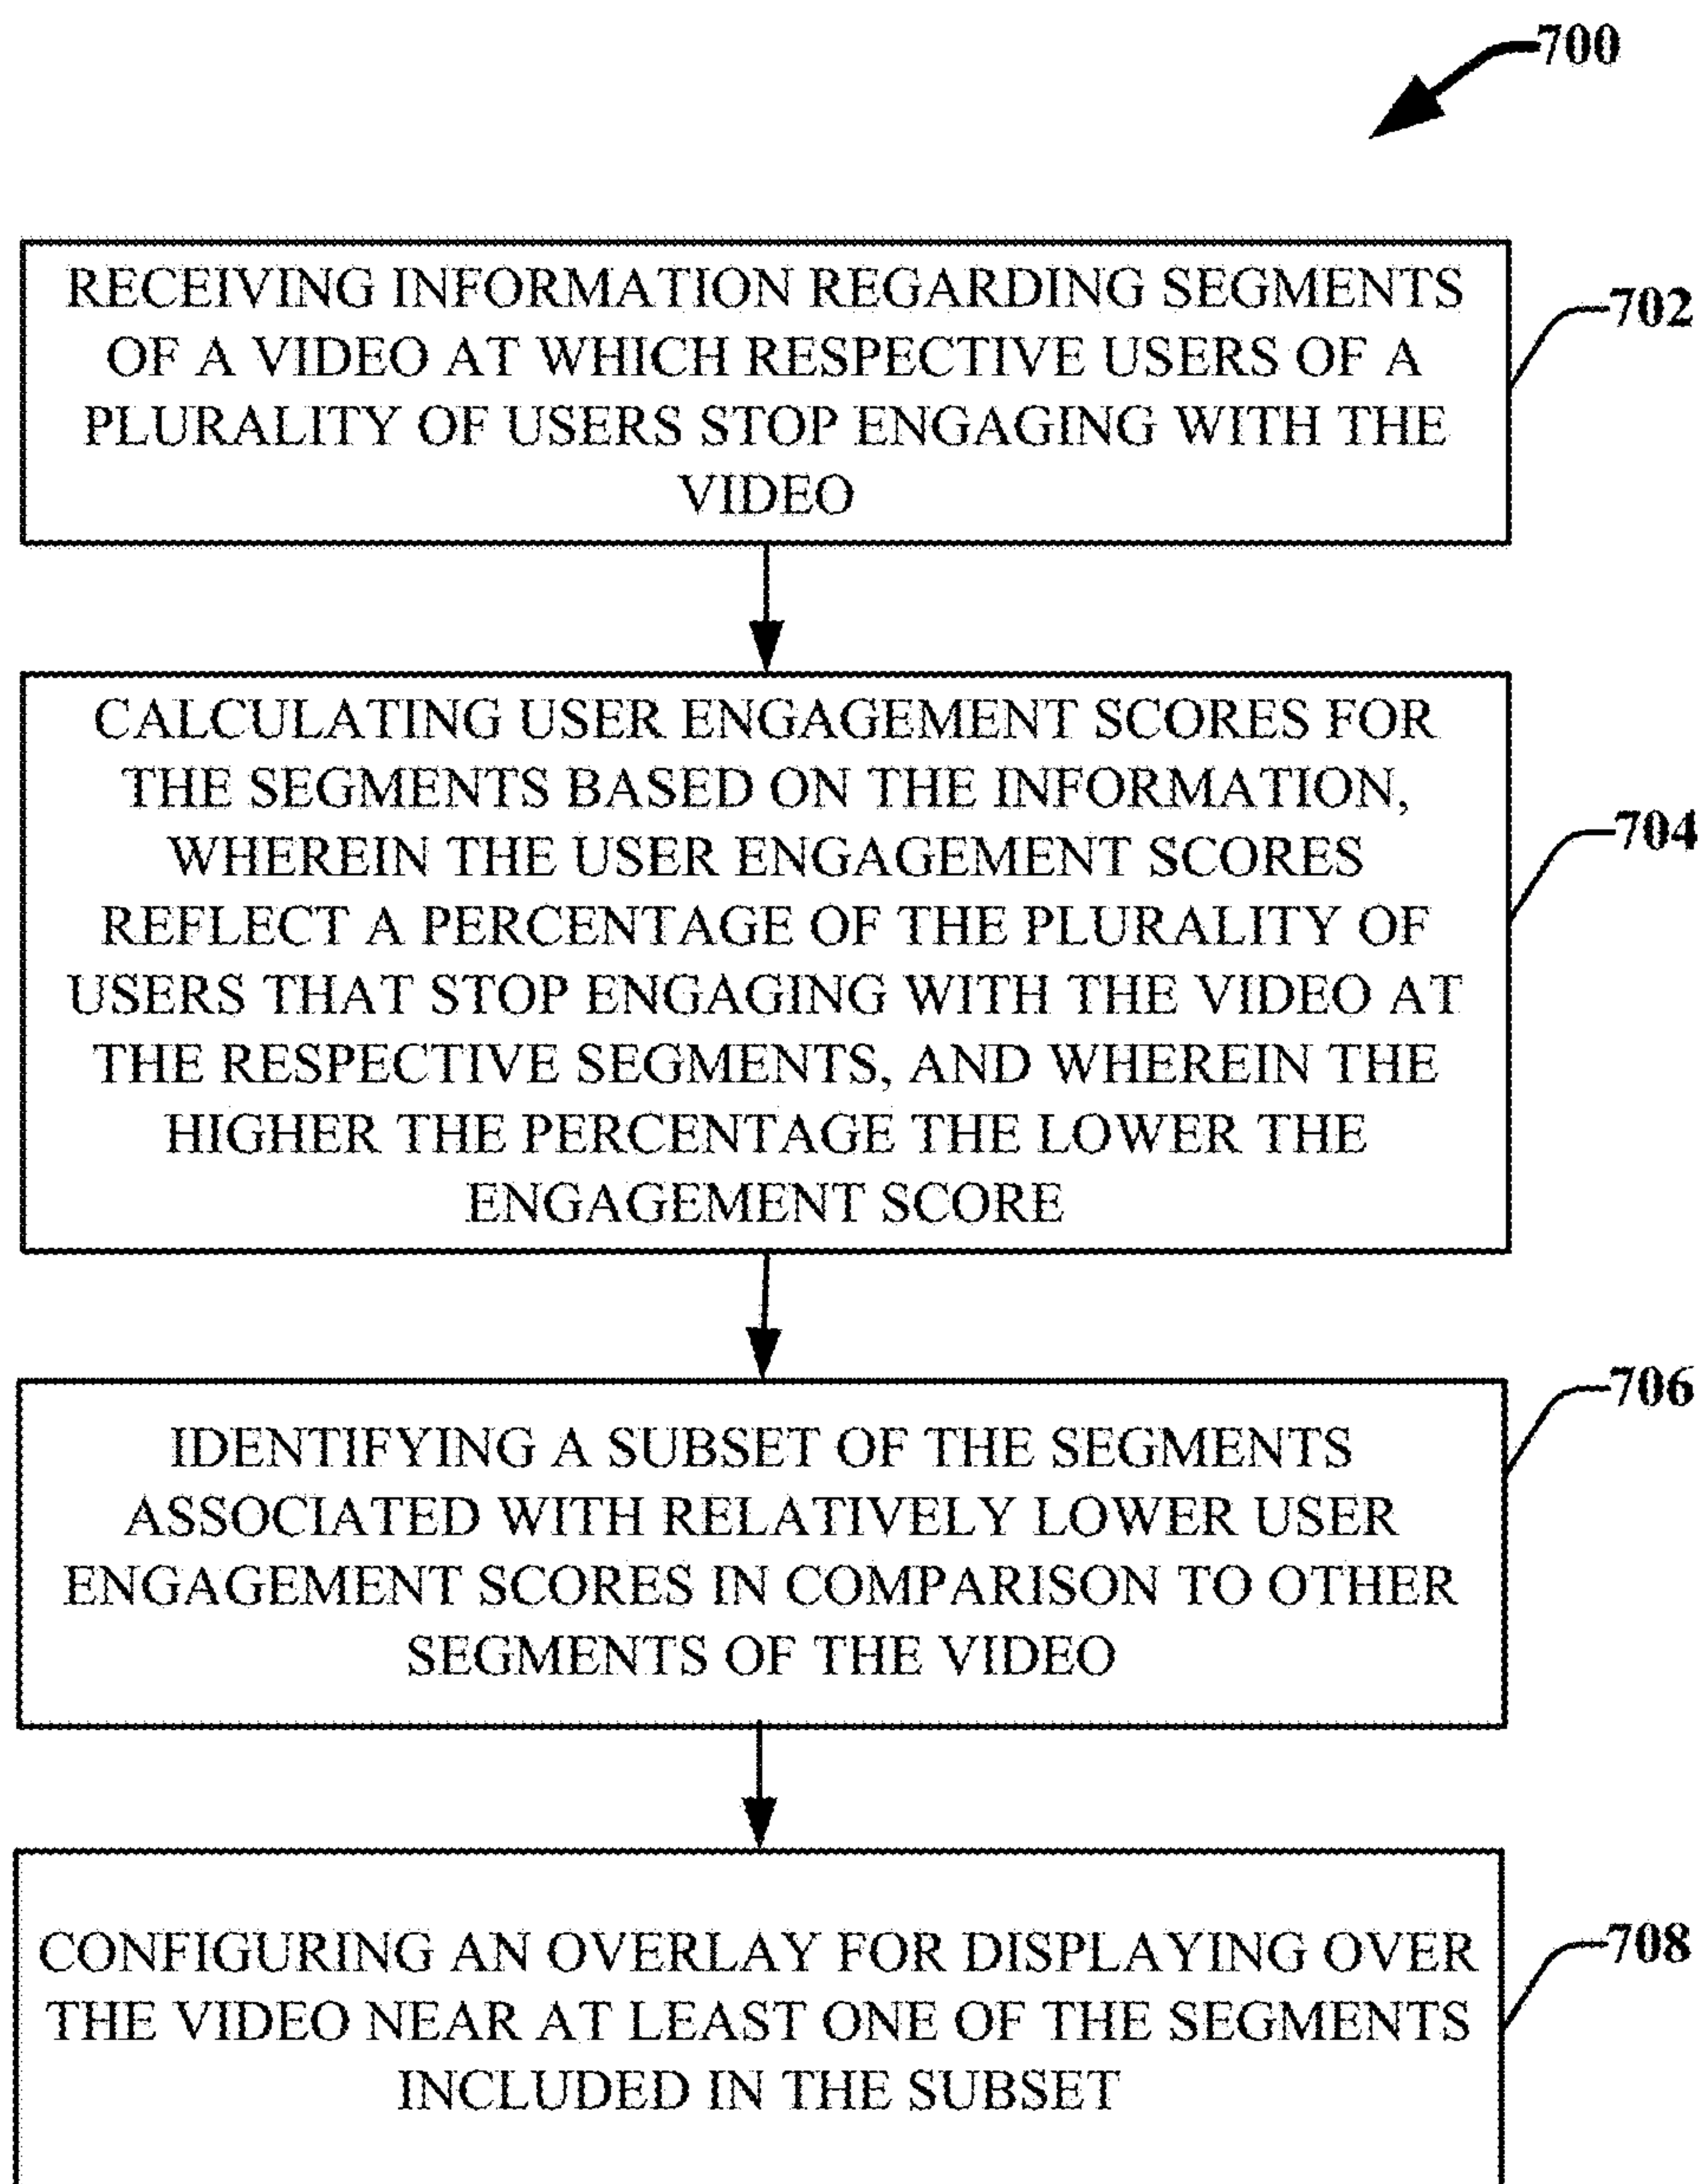 700
RECEIVING INFORMATION REGARDING SEGMENTS
OF A VIDEO AT WHICH RESPECTIVE USERS OF A
PLURALITY OF USERS STOP ENGAGING WITH THE
VIDEO
702
CALCULATING USER ENGAGEMENT SCORES FOR
THE SEGMENTS BASED ON THE INFORMATION,
WHEREIN THE USER ENGAGEMENT SCORES
REFLECT A PERCENTAGE OF THE PLURALITY OF
USERS THAT STOP ENGAGING WITH THE VIDEO AT
THE RESPECTIVE SEGMENTS, AND WHEREIN THE
HIGHER THE PERCENTAGE THE LOWER THE
ENGAGEMENT SCORE
704
IDENTIFYING A SUBSET OF THE SEGMENTS
ASSOCIATED WITH RELATIVELY LOWER USER
ENGAGEMENT SCORES IN COMPARISON TO OTHER
SEGMENTS OF THE VIDEO
706
CONFIGURING AN OVERLAY FOR DISPLAYING OVER
THE VIDEO NEAR AT LEAST ONE OF THE SEGMENTS
INCLUDED IN THE SUBSET
708